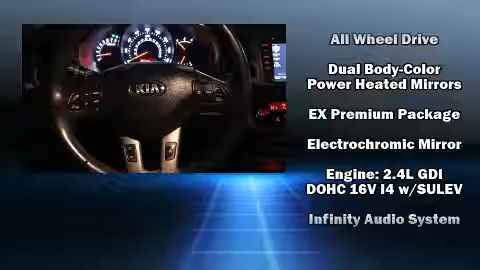 KIA
All Wheel Drive
Dual Body-Color
Power Heated Mirrors
EX Premium Package
Electrochromic Mirror
Engine: 2.4L GDI
DOHC 16V I4 w/SULEV
Infinity Audio System